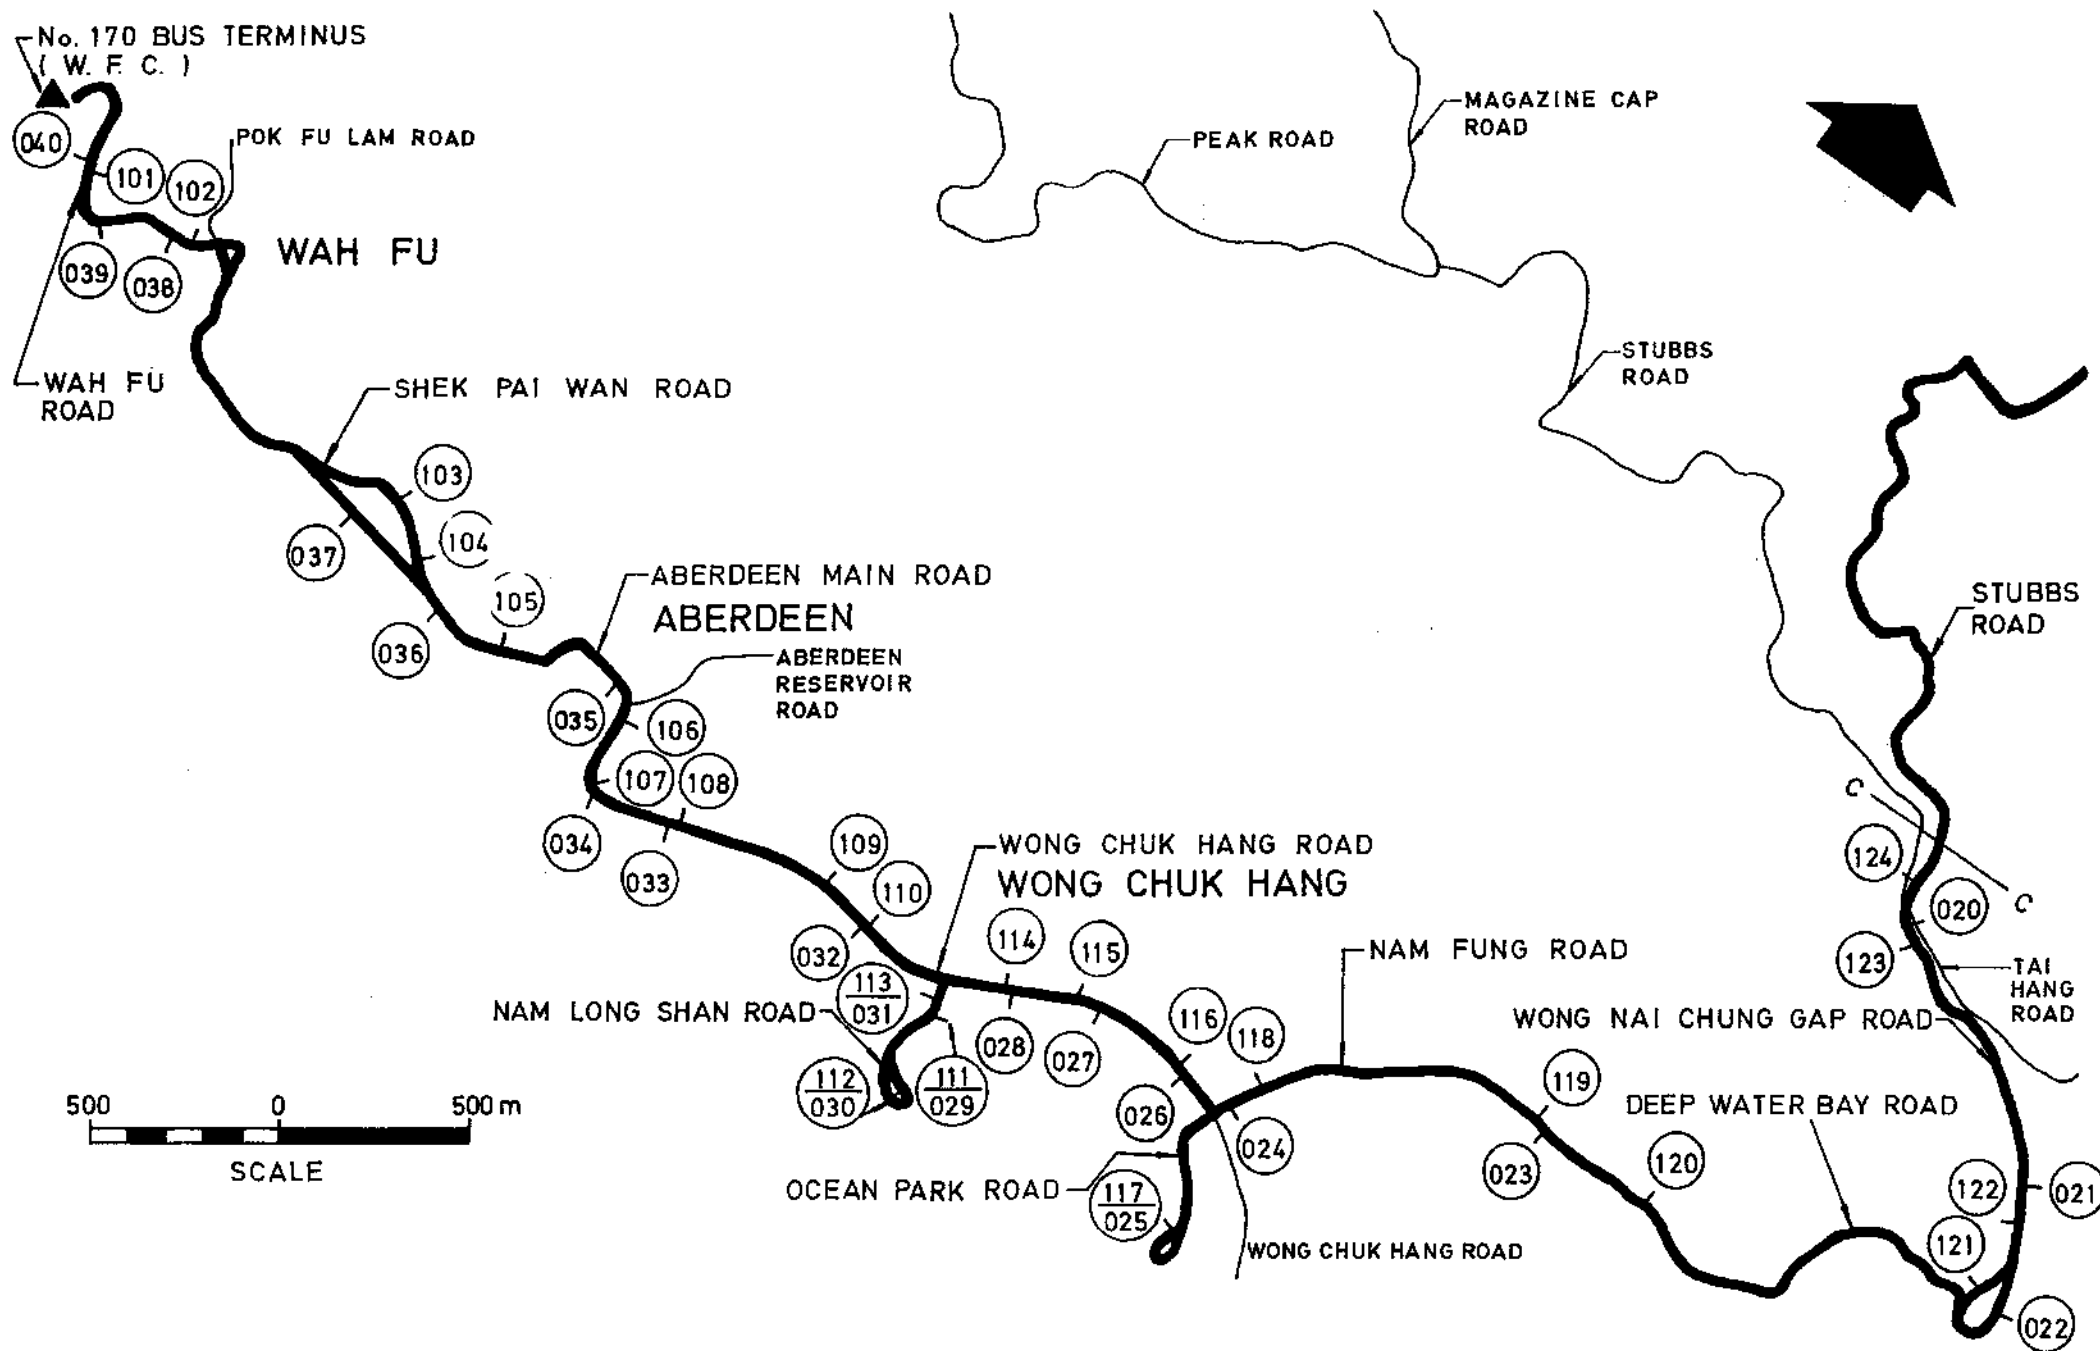 No. 170 BUS TERMINUS
( W. F. C. )
040
101
102
POK FU LAM ROAD
039
038
WAH FU
WAH FU
ROAD
SHEK PAI WAN ROAD
103
104
037
105
036
ABERDEEN MAIN ROAD
ABERDEEN
ABERDEEN
RESERVOIR
ROAD
035
106
107
108
034
033
109
110
032
WONG CHUK HANG ROAD
WONG CHUK HANG
113
031
NAM LONG SHAN ROAD
112
030
111
029
114
028
115
027
116
026
118
024
NAM FUNG ROAD
OCEAN PARK ROAD
117
025
WONG CHUK HANG ROAD
119
023
120
DEEP WATER BAY ROAD
121
022
122
021
WONG NAI CHUNG GAP ROAD
TAI
HANG
ROAD
123
020
124
C
C
STUBBS
ROAD
STUBBS
ROAD
PEAK ROAD
MAGAZINE CAP
ROAD
500 0 500 m
SCALE